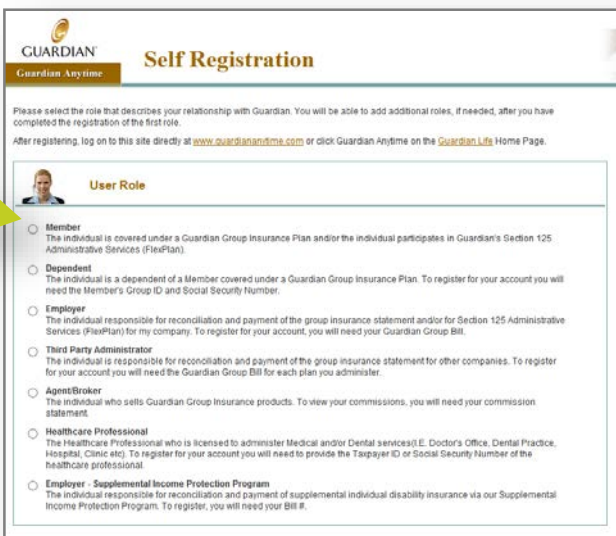 GUARDIAN
Guardian Anytime
Self Registration
Please select the role that describes your relationship with Guardian. You will be able to add additional roles, if needed, after you have
completed the registration of the first role.
After registering, log on to this site directly at www.guardiananytime.com or click Guardian Anytime on the Guardian Life Home Page.
User Role
Member
The individual is covered under a Guardian Group Insurance Plan and/or the individual participates in Guardian's Section 125
Administrative Services (FlexPlan).
Dependent
The individual is a dependent of a Member covered under a Guardian Group Insurance Plan. To register for your account you will
need the Member's Group ID and Social Security Number.
Employer
The individual responsible for reconciliation and payment of the group insurance statement and/or for Section 125 Administrative
Services (FlexPlan) for my company. To register for your account, you will need your Guardian Group Bill.
Third Party Administrator
The individual is responsible for reconciliation and payment of the group insurance statement for other companies. To register
for your account you will need the Guardian Group Bill for each plan you administer.
Agent/Broker
The individual who sells Guardian Group Insurance products. To view your commissions, you will need your commission
statement.
Healthcare Professional
The Healthcare Professional who is licensed to administer Medical and/or Dental services(I.E. Doctor's Office, Dental Practice,
Hospital, Clinic etc). To register for your account you will need to provide the Taxpayer ID or Social Security Number of the
healthcare professional.
Employer - Supplemental Income Protection Program
The individual responsible for reconciliation and payment of supplemental individual disability insurance via our Supplemental
Income Protection Program. To register, you will need your Bill #.